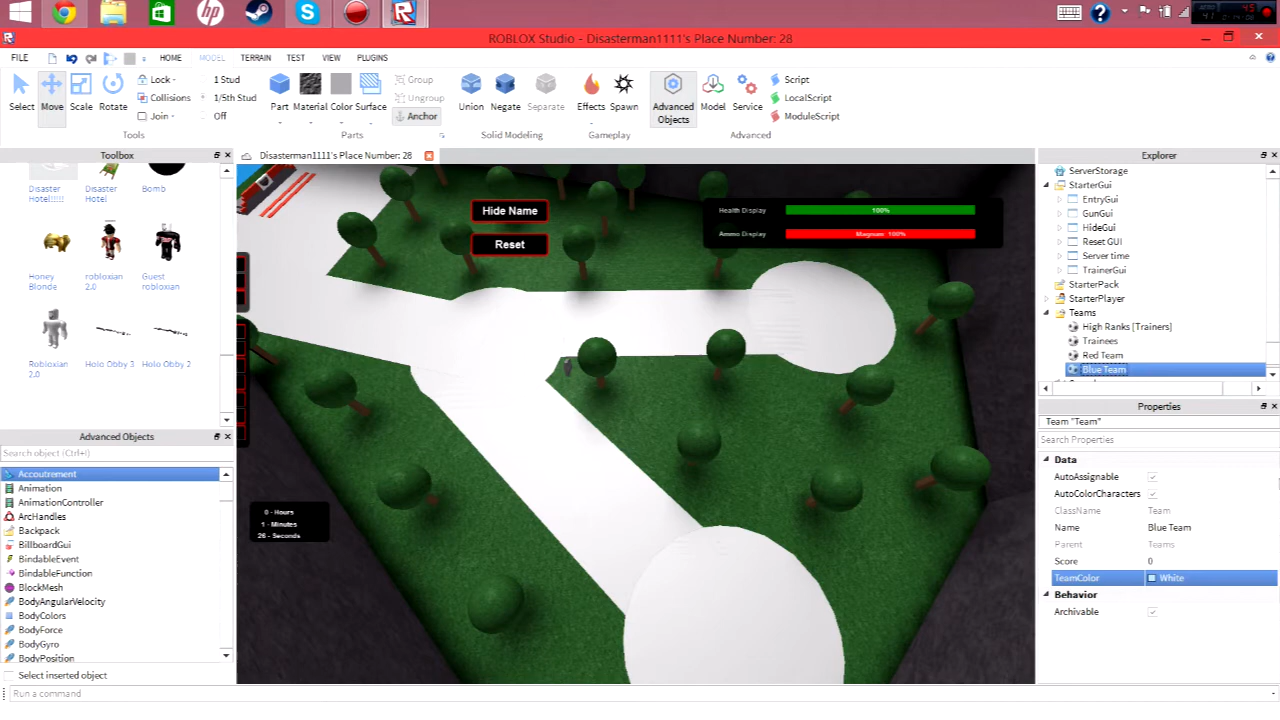 ROBLOX Studio - Disasterman1111's Place Number: 28
FILE HOME MODEL TERRAIN TEST VIEW PLUGINS
Select Move Scale Rotate
Lock -
Collisions
Join -
1 Stud
1/5th Stud
Off
Tools
Part Material Color Surface
Group
Ungroup
Anchor
Parts
Union Negate Separate
Solid Modeling
Effects Spawn
Gameplay
Advanced Objects
Model Service
Script
LocalScript
ModuleScript
Advanced
Toolbox
Disaster Hotel!!!!!
Disaster Hotel
Bomb
Honey Blonde
robloxian 2.0
Guest robloxian
Robloxian 2.0
Holo Obby 3
Holo Obby 2
Advanced Objects
Search object (Ctrl+I)
Accoutrement
Animation
AnimationController
ArcHandles
Backpack
BillboardGui
BindableEvent
BindableFunction
BlockMesh
BodyAngularVelocity
BodyColors
BodyForce
BodyGyro
BodyPosition
Select inserted object
Run a command
Disasterman1111's Place Number: 28
Hide Name
Reset
Health Display 100%
Ammo Display Magnum: 100%
0 - Hours
1 - Minutes
26 - Seconds
Explorer
ServerStorage
StarterGui
EntryGui
GunGui
HideGui
Reset GUI
Server time
TrainerGui
StarterPack
StarterPlayer
Teams
High Ranks [Trainers]
Trainees
Red Team
Blue Team
Properties
Team "Team"
Search Properties
Data
AutoAssignable
AutoColorCharacters
ClassName Team
Name Blue Team
Parent Teams
Score 0
TeamColor White
Behavior
Archivable